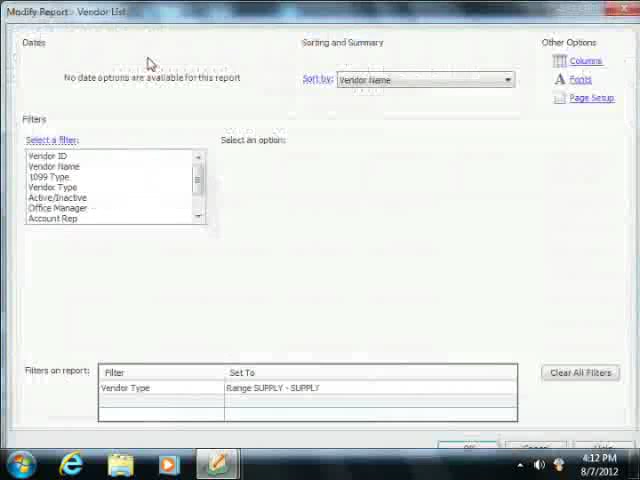 Modify Report - Vendor List
Dates
Sorting and Summary
Other Options
No date options are available for this report
Sort by:
Vendor Name
Columns
Fonts
Page Setup
Filters
Select a filter:
Select an option:
Vendor ID
Vendor Name
1099 Type
Vendor Type
Active/Inactive
Office Manager
Account Rep
Filters on report:
Filter
Set To
Clear All Filters
Vendor Type
Range SUPPLY - SUPPLY
OK
Cancel
Help
4:12 PM
8/7/2012